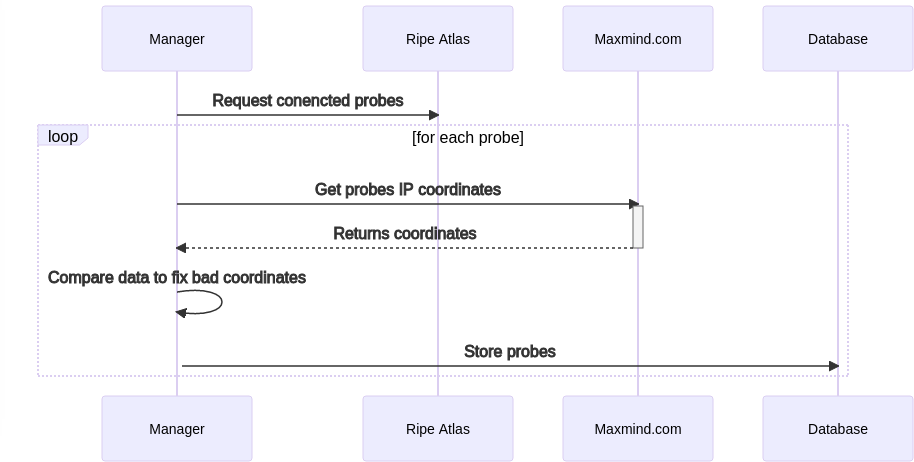 Manager
Ripe Atlas
Maxmind.com
Database
Request conencted probes
loop
[for each probe]
Get probes IP coordinates
Returns coordinates
Compare data to fix bad coordinates
Store probes
Manager
Ripe Atlas
Maxmind.com
Database